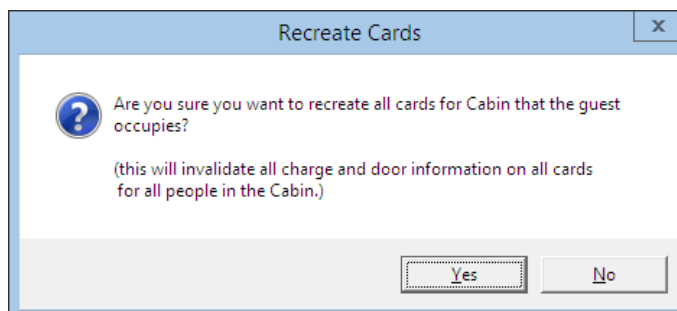 Recreate Cards
x
?
Are you sure you want to recreate all cards for Cabin that the guest
occupies?
(this will invalidate all charge and door information on all cards
for all people in the Cabin.)
Yes
No